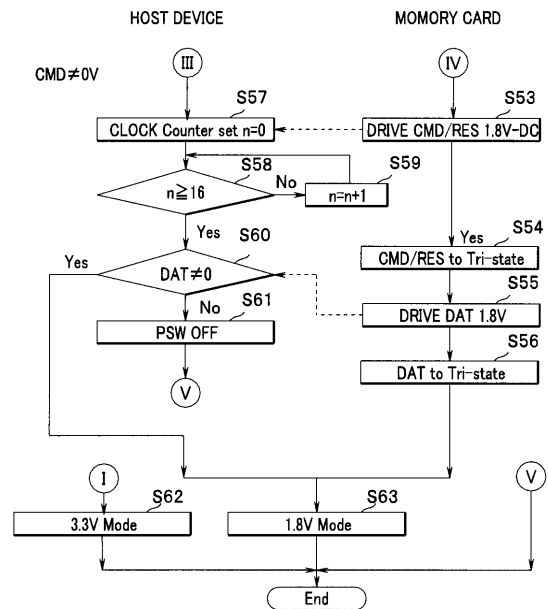 HOST DEVICE
MOMORY CARD
III
IV
CMD≠0V
S57
S53
CLOCK Counter set n=0
DRIVE CMD/RES 1.8V-DC
S58
S59
n≧16
No
n=n+1
S54
Yes
S60
Yes
CMD/RES to Tri-state
Yes
DAT≠0
S55
No
S61
DRIVE DAT 1.8V
PSW OFF
S56
DAT to Tri-state
V
I
V
S62
S63
3.3V Mode
1.8V Mode
End